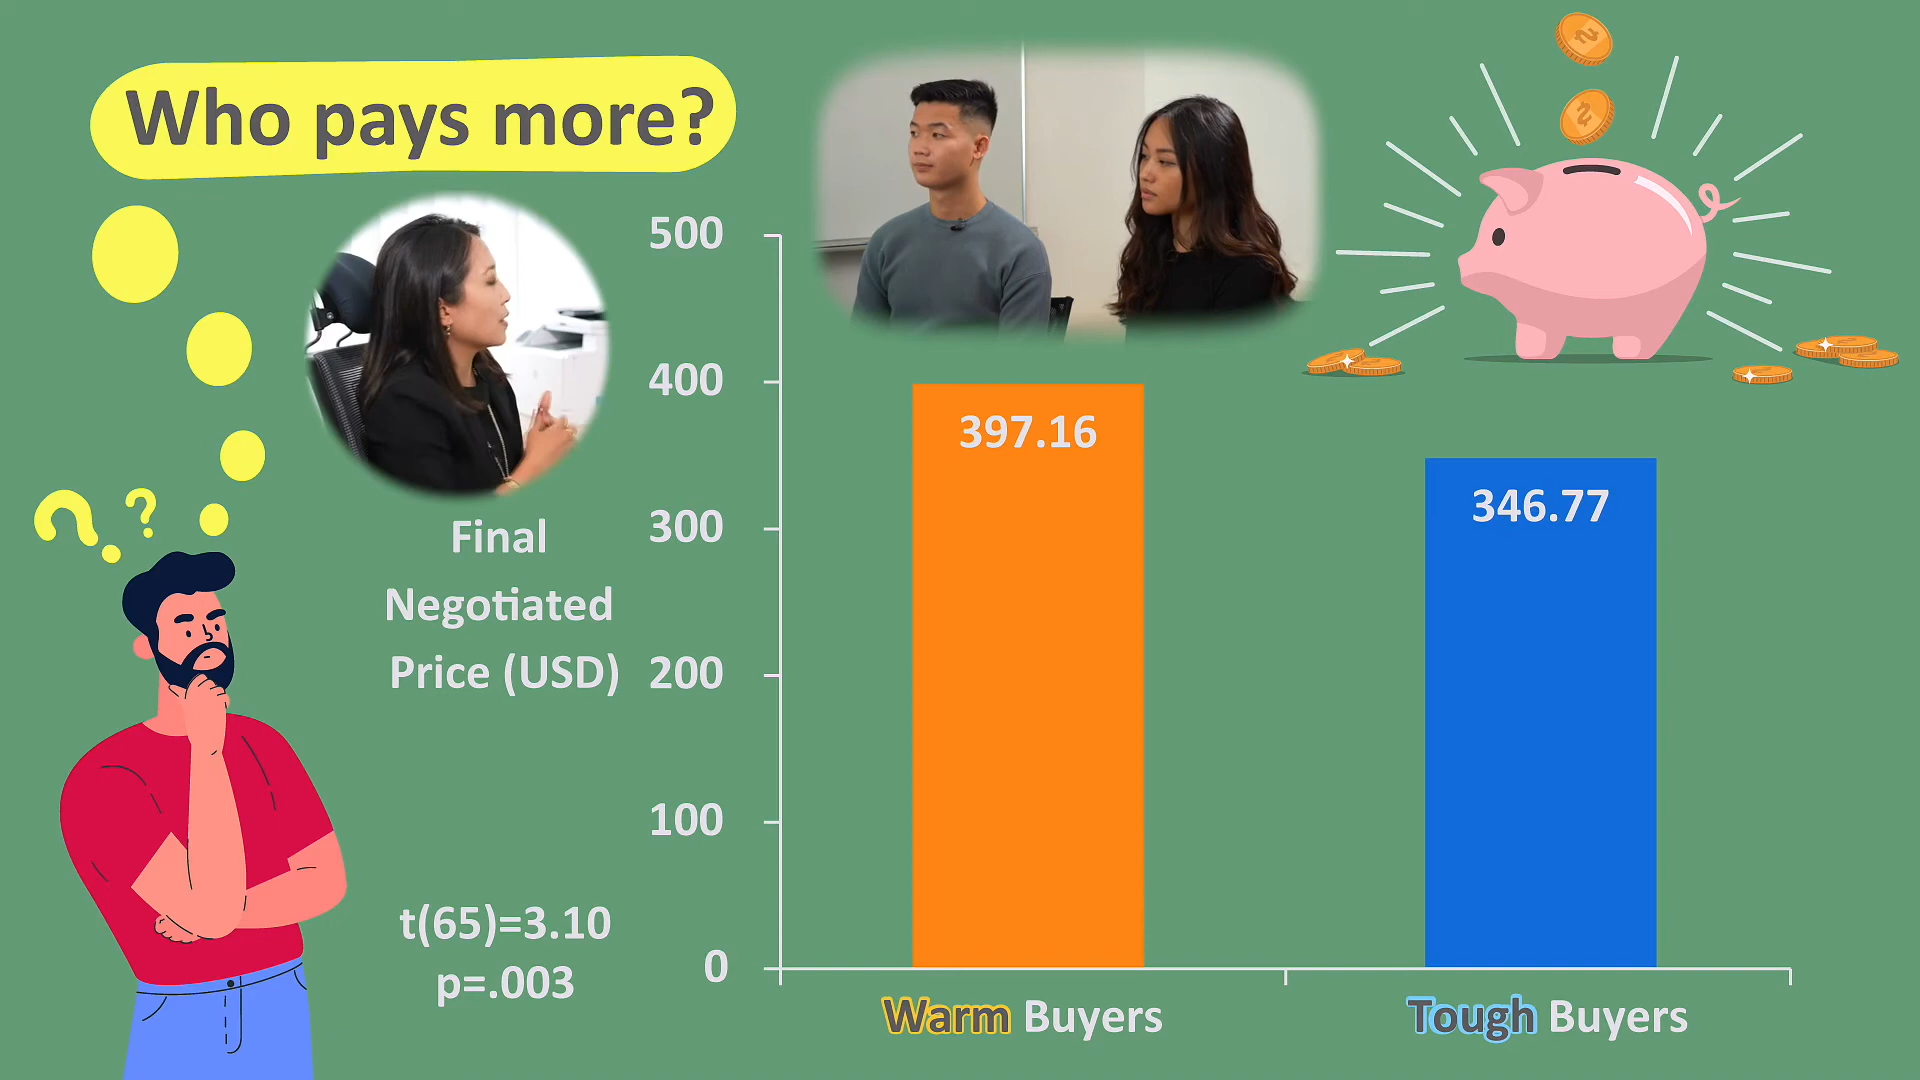 Who pays more?
500
400
300
200
100
0
Final
Negotiated
Price (USD)
t(65)=3.10
p=.003
397.16
346.77
Warm Buyers
Tough Buyers